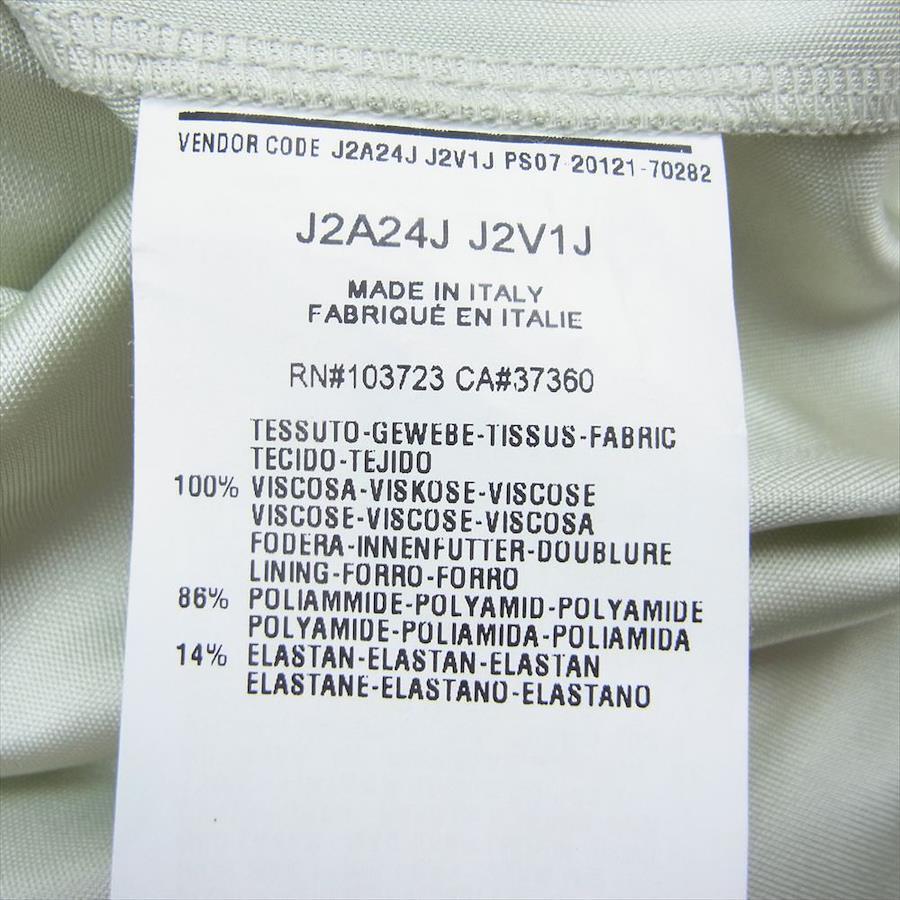 VENDOR CODE J2A24J J2V1J PS07 20121-70282
J2A24J J2V1J
MADE IN ITALY
FABRIQUÉ EN ITALIE
RN#103723 CA#37360
TESSUTO-GEWEBE-TISSUS-FABRIC
TECIDO-TEJIDO
100% VISCOSA-VISKOSE-VISCOSE
VISCOSE-VISCOSE-VISCOSA
FODERA-INNENFUTTER-DOUBLURE
LINING-FORRO-FORRO
86% POLIAMMIDE-POLYAMID-POLYAMIDE
POLYAMIDE-POLIAMIDA-POLIAMIDA
14% ELASTAN-ELASTAN-ELASTAN
ELASTANE-ELASTANO-ELASTANO